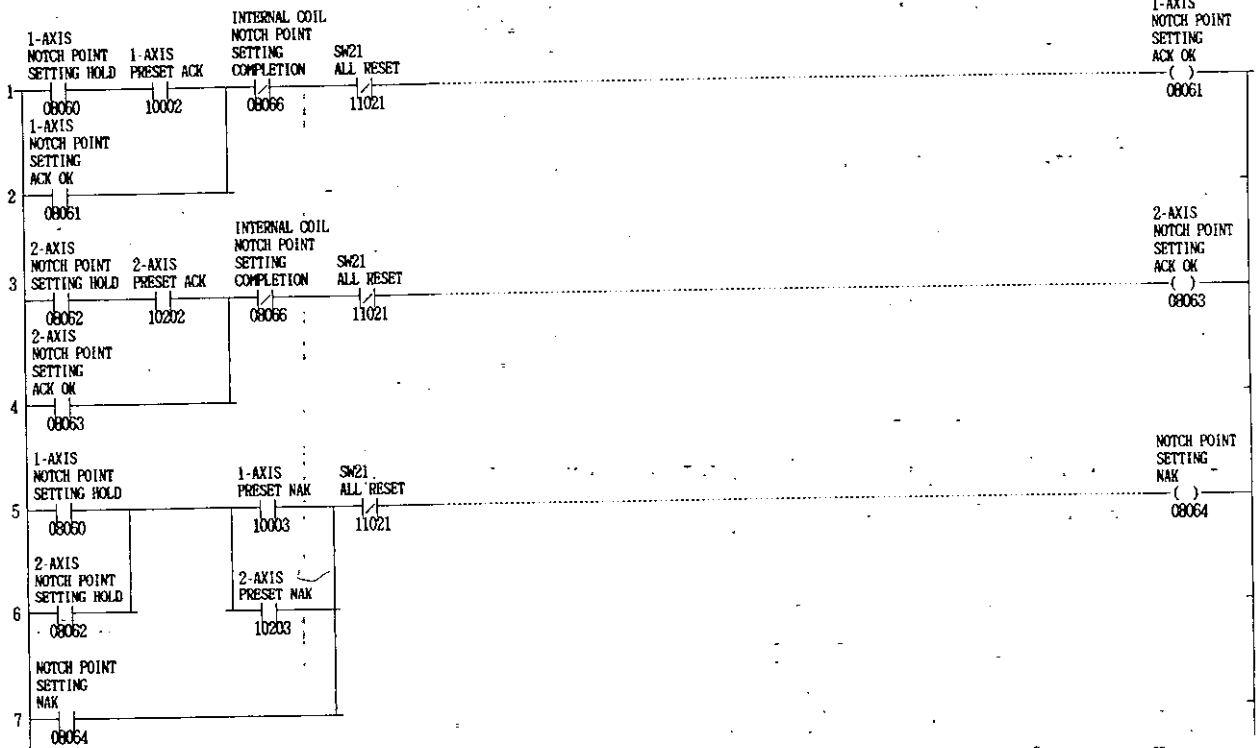 1-AXIS
NOTCH POINT
SETTING HOLD
1-AXIS
PRESET ACK
INTERNAL COIL
NOTCH POINT
SETTING
COMPLETION
SW21
ALL RESET
1-AXIS
NOTCH POINT
SETTING
ACK OK
1
08060
10002
08066
11021
08061
1-AXIS
NOTCH POINT
SETTING
ACK OK
2
08061
2-AXIS
NOTCH POINT
SETTING HOLD
2-AXIS
PRESET ACK
INTERNAL COIL
NOTCH POINT
SETTING
COMPLETION
SW21
ALL RESET
2-AXIS
NOTCH POINT
SETTING
ACK OK
3
08062
10202
08066
11021
08063
2-AXIS
NOTCH POINT
SETTING
ACK OK
4
08063
1-AXIS
NOTCH POINT
SETTING HOLD
1-AXIS
PRESET NAK
SW21
ALL RESET
NOTCH POINT
SETTING
NAK
5
08060
10003
11021
08064
2-AXIS
NOTCH POINT
SETTING HOLD
2-AXIS
PRESET NAK
6
08062
10203
NOTCH POINT
SETTING
NAK
7
08064